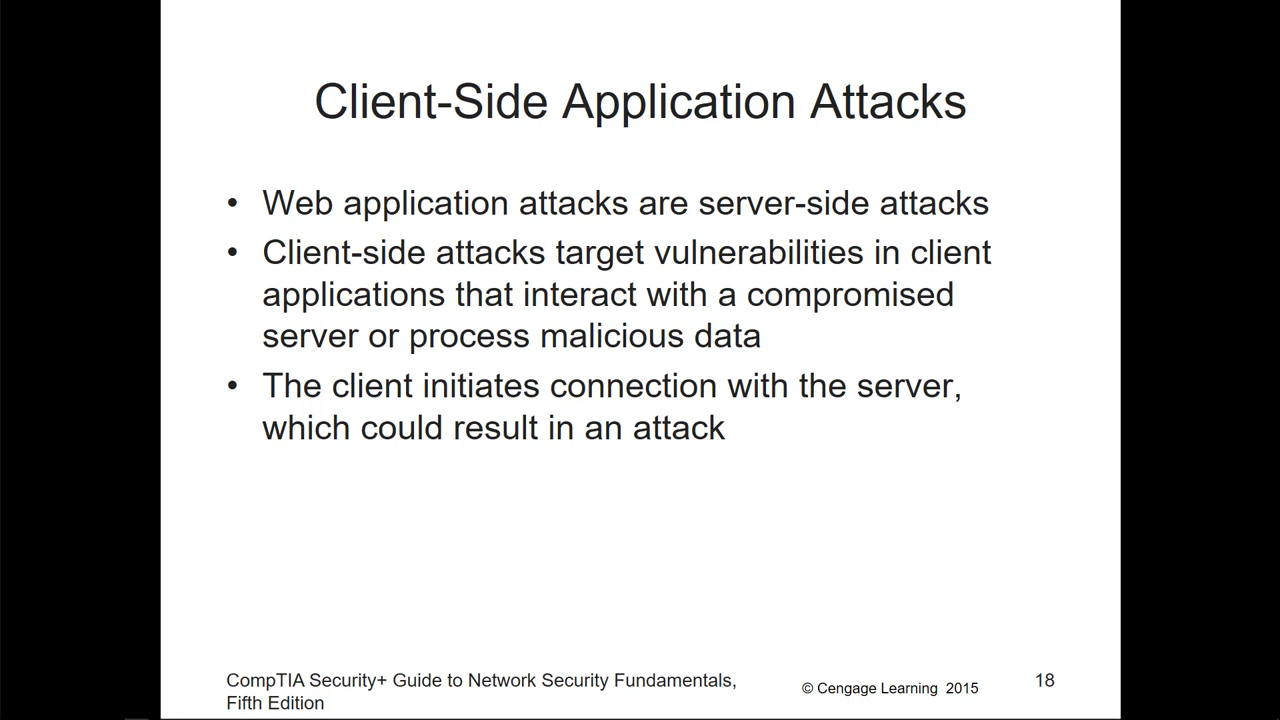 Client-Side Application Attacks
• Web application attacks are server-side attacks
• Client-side attacks target vulnerabilities in client
applications that interact with a compromised
server or process malicious data
• The client initiates connection with the server,
which could result in an attack
CompTIA Security+ Guide to Network Security Fundamentals,
Fifth Edition
© Cengage Learning 2015
18